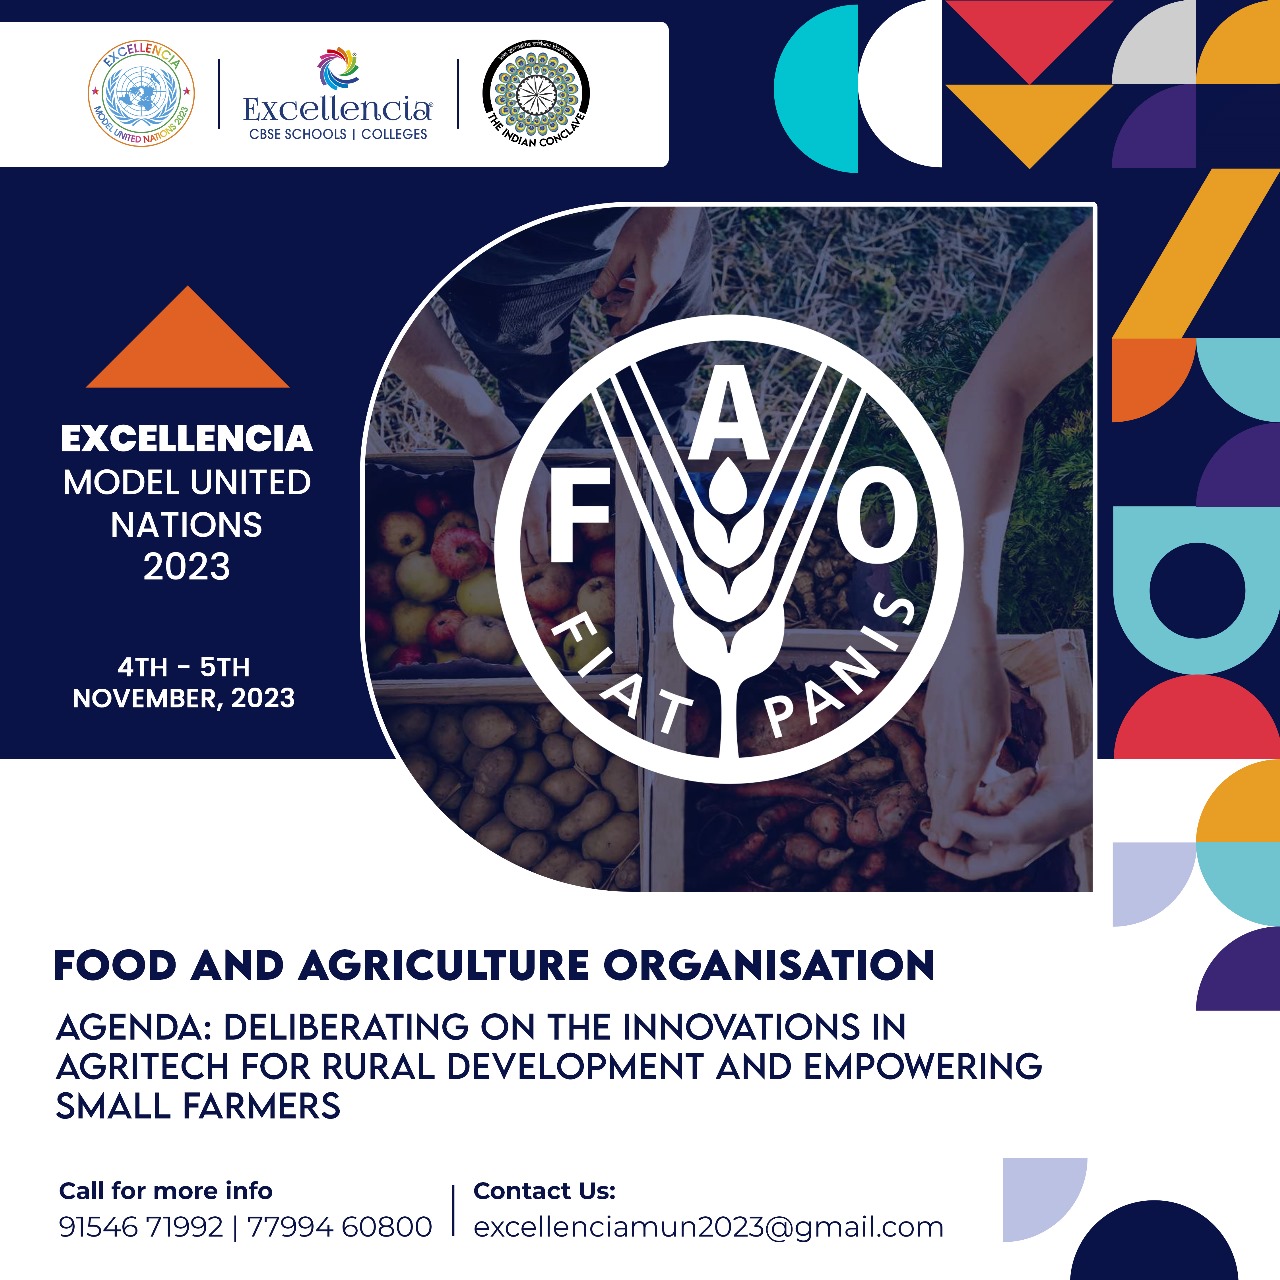 EXCELLENCIA
MODEL UNITED NATIONS 2023
Excellencia
CBSE SCHOOLS | COLLEGES
THE INDIAN CONCLAVE
EXCELLENCIA
MODEL UNITED
NATIONS
2023
4TH - 5TH
NOVEMBER, 2023
F A O
FIAT PANIS
FOOD AND AGRICULTURE ORGANISATION
AGENDA: DELIBERATING ON THE INNOVATIONS IN
AGRITECH FOR RURAL DEVELOPMENT AND EMPOWERING
SMALL FARMERS
Call for more info
91546 71992 | 77994 60800
Contact Us:
excellenciamun2023@gmail.com